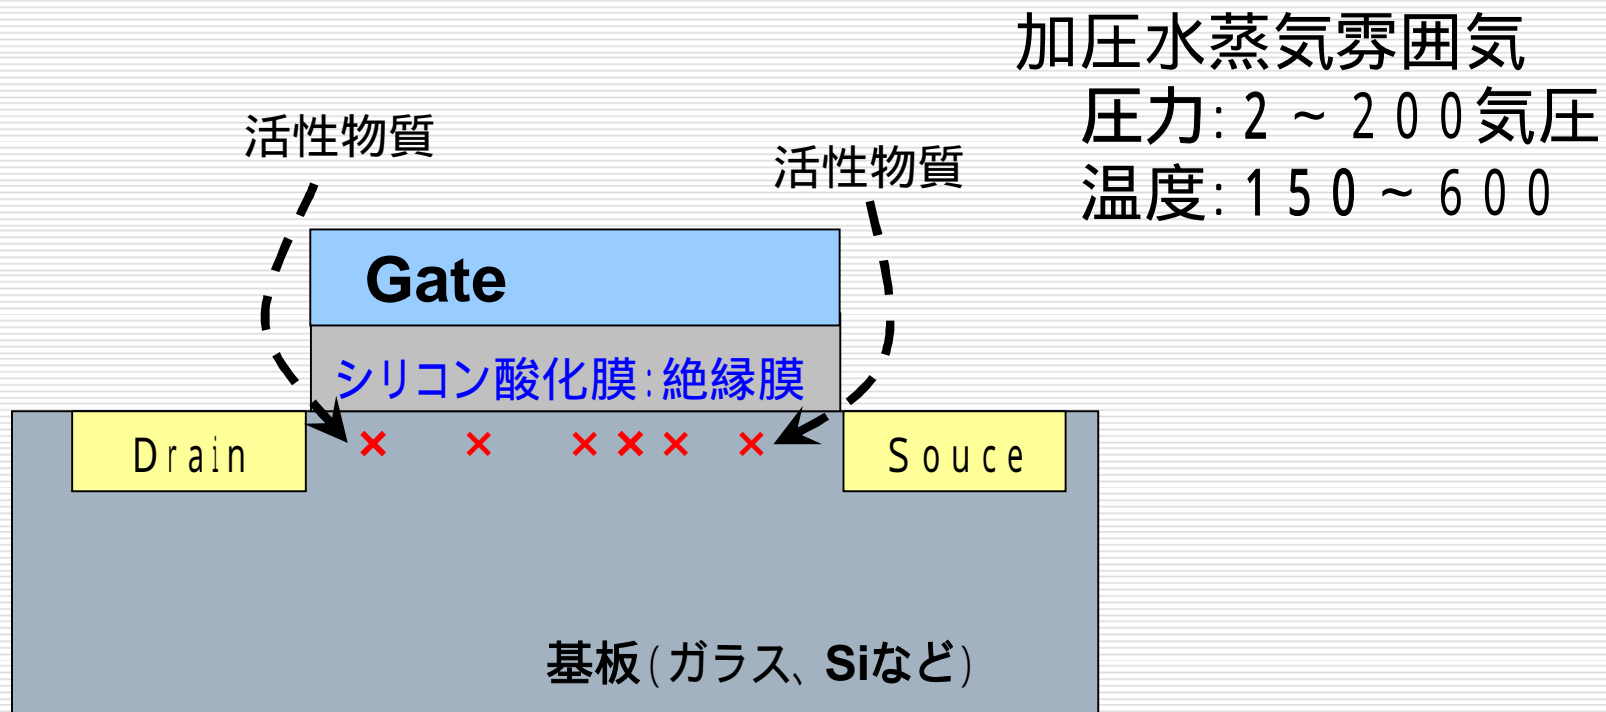 加圧水蒸気雰囲気
圧力:2~200気圧
温度:150~600
活性物質
活性物質
Gate
シリコン酸化膜:絶縁膜
Drain
× × × × × ×
Souce
基板(ガラス、Siなど)